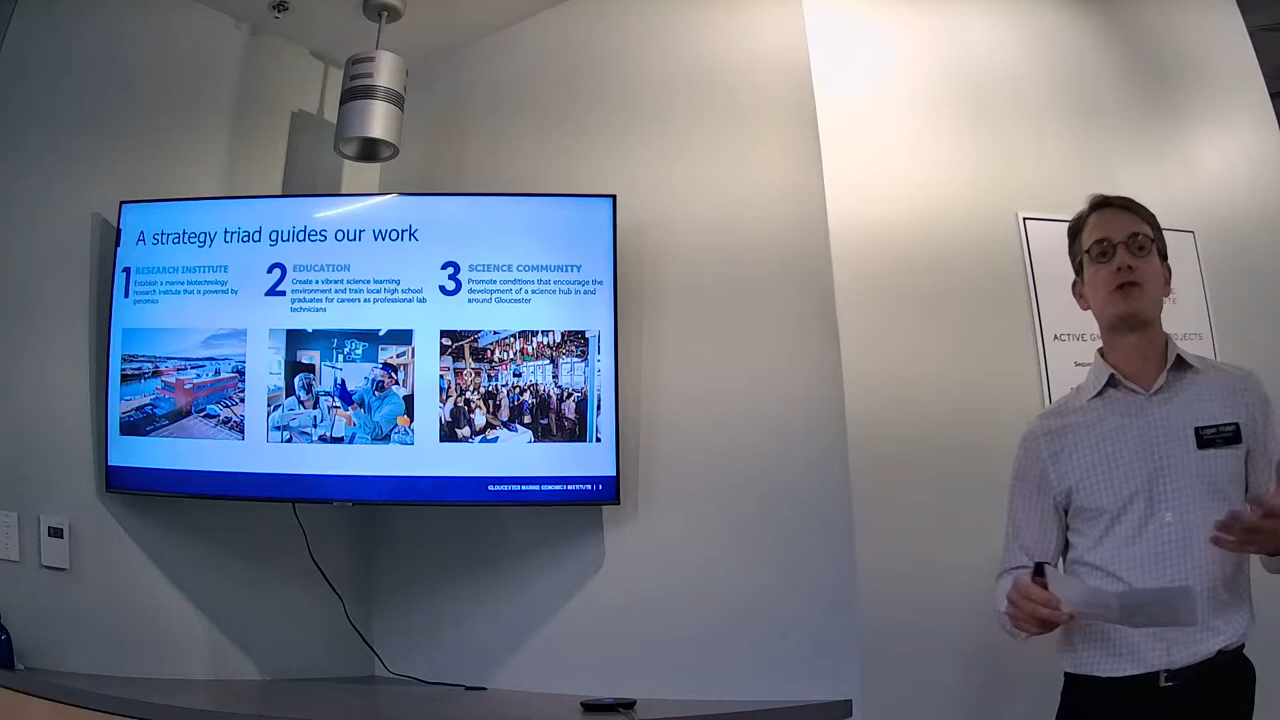 A strategy triad guides our work
1 RESEARCH INSTITUTE
Establish a marine biotechnology
research institute that is powered by
genomics
2 EDUCATION
Create a vibrant science learning
environment and train local high school
graduates for careers as professional lab
technicians
3 SCIENCE COMMUNITY
Promote conditions that encourage the
development of a science hub in and
around Gloucester
GLOUCESTER MARINE GENOMICS INSTITUTE | 3
ACTIVE
Logan